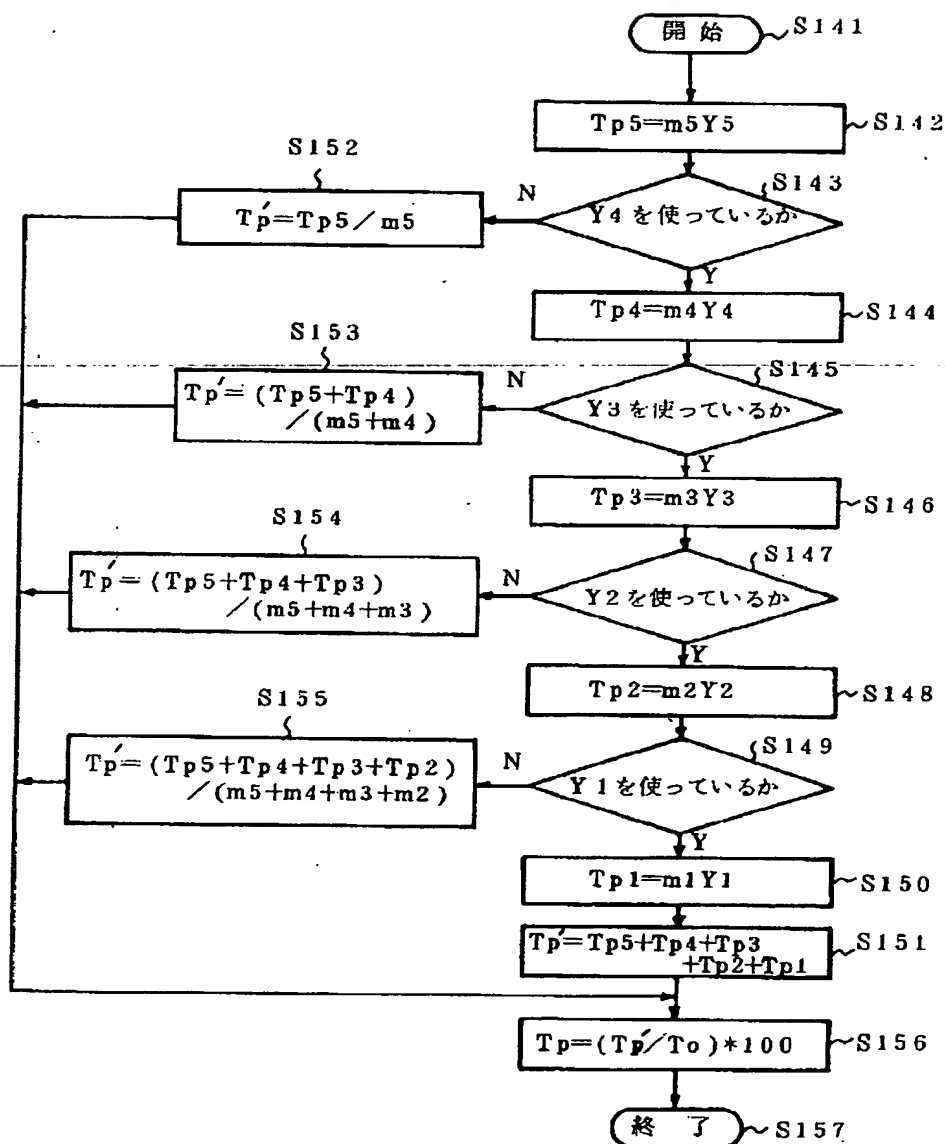 開始
S141
Tp5=m5Y5
S142
S143
Y4を使っているか
N
Y
S152
Tp′=Tp5/m5
Tp4=m4Y4
S144
S145
Y3を使っているか
N
Y
S153
Tp′=(Tp5+Tp4)
/(m5+m4)
Tp3=m3Y3
S146
S147
Y2を使っているか
N
Y
S154
Tp′=(Tp5+Tp4+Tp3)
/(m5+m4+m3)
Tp2=m2Y2
S148
S149
Y1を使っているか
N
Y
S155
Tp′=(Tp5+Tp4+Tp3+Tp2)
/(m5+m4+m3+m2)
Tp1=m1Y1
S150
Tp′=Tp5+Tp4+Tp3
+Tp2+Tp1
S151
Tp=(Tp′/To)*100
S156
終了
S157